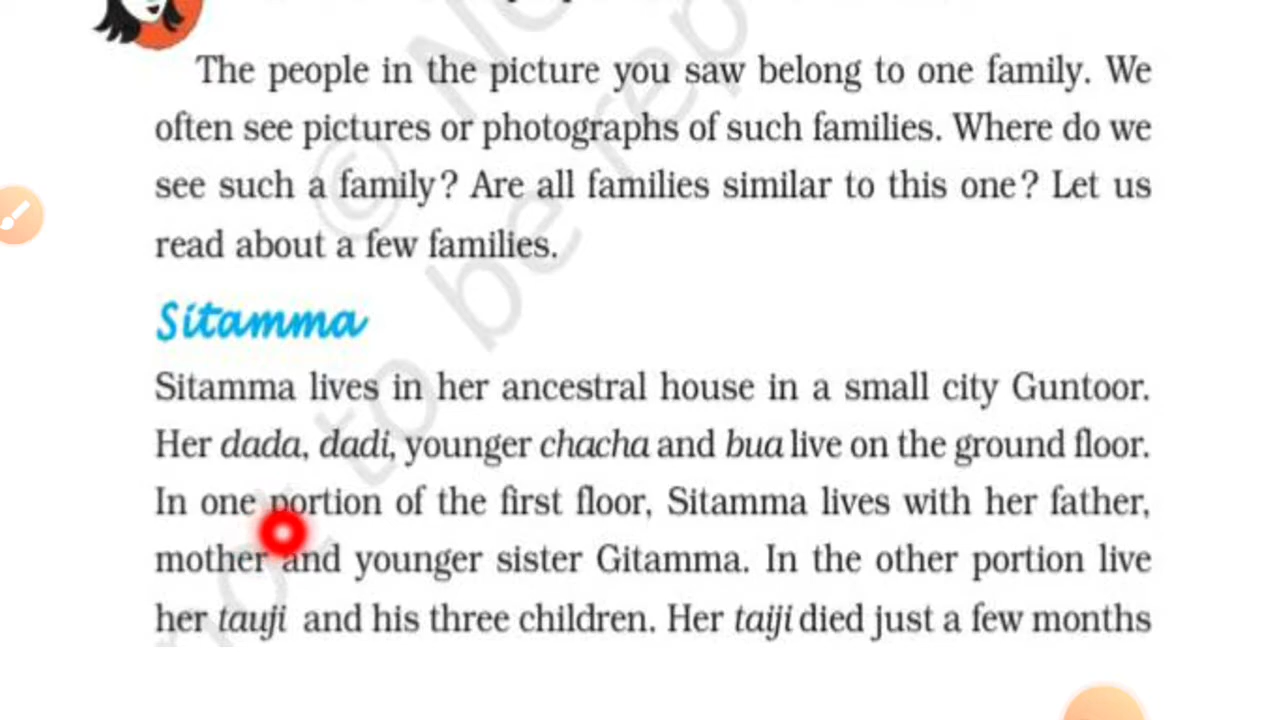 The people in the picture you saw belong to one family. We
often see pictures or photographs of such families. Where do we
see such a family? Are all families similar to this one? Let us
read about a few families.
Sitamma
Sitamma lives in her ancestral house in a small city Guntoor.
Her dada, dadi, younger chacha and bua live on the ground floor.
In one portion of the first floor, Sitamma lives with her father,
mother and younger sister Gitamma. In the other portion live
her tauji and his three children. Her taiji died just a few months